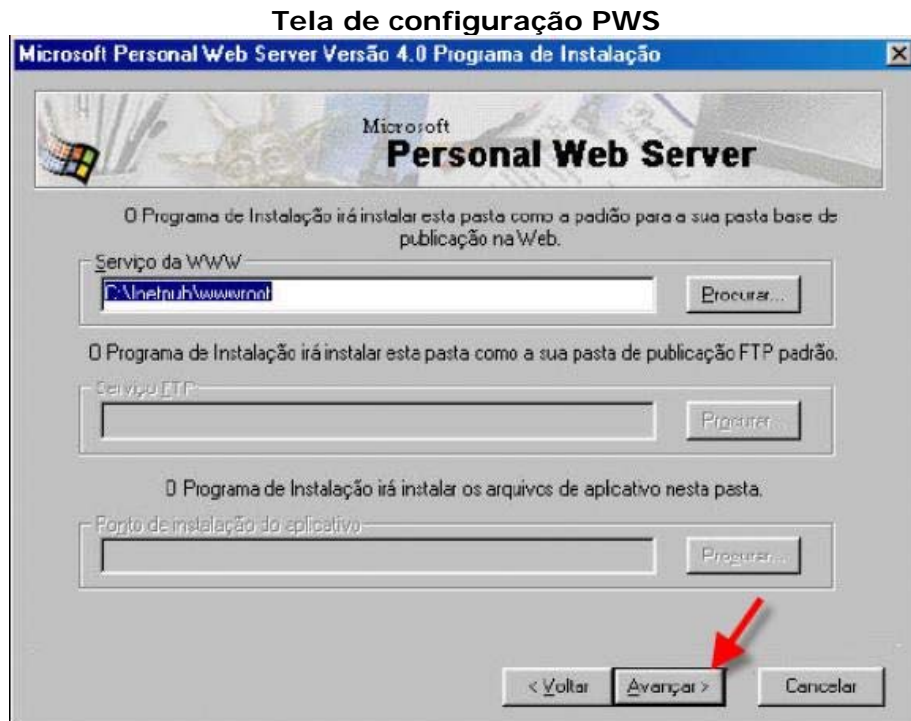 Tela de configuração PWS
Microsoft Personal Web Server Versão 4.0 Programa de Instalação
Microsoft
Personal Web Server
O Programa de Instalação irá instalar esta pasta como a padrão para a sua pasta base de
publicação na Web.
Serviço da WWW
C:\Inetpub\wwwroot
Procurar...
O Programa de Instalação irá instalar esta pasta como a sua pasta de publicação FTP padrão.
Serviço FTP
Procurar...
O Programa de Instalação irá instalar os arquivos de aplicativo nesta pasta.
Ponto de instalação do aplicativo
Procurar...
< Voltar
Avançar >
Cancelar